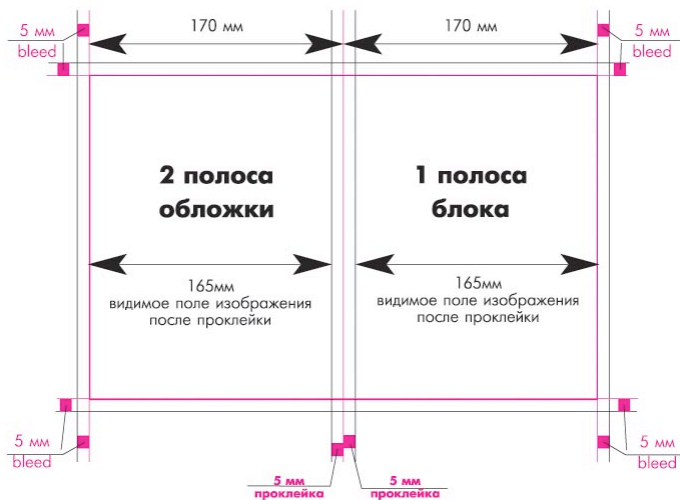 5 мм
bleed
170 мм
170 мм
5 мм
bleed
2 полоса
обложки
1 полоса
блока
165мм
видимое поле изображения
после проклейки
165мм
видимое поле изображения
после проклейки
5 мм
bleed
5 мм
bleed
5 мм
проклейка
5 мм
проклейка